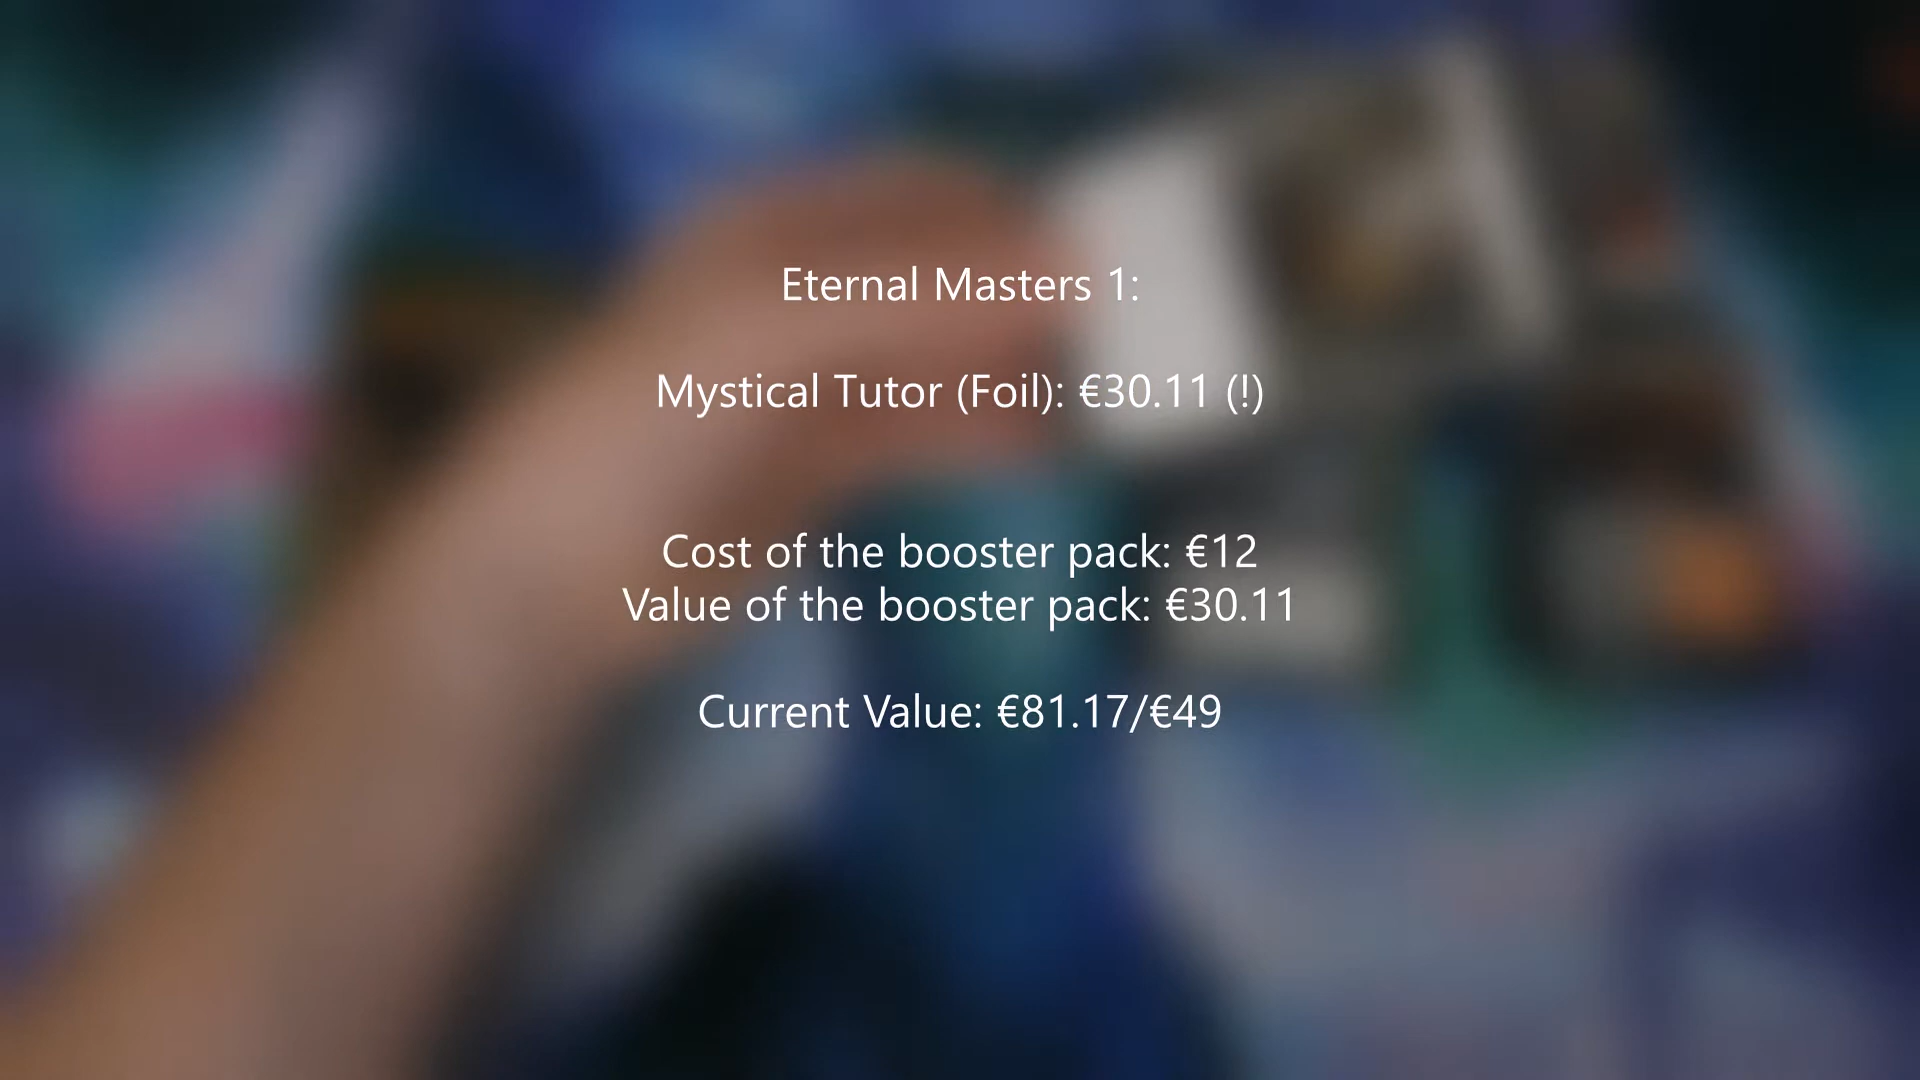 Eternal Masters 1:
Mystical Tutor (Foil): €30.11 (!)
Cost of the booster pack: €12
Value of the booster pack: €30.11
Current Value: €81.17/€49